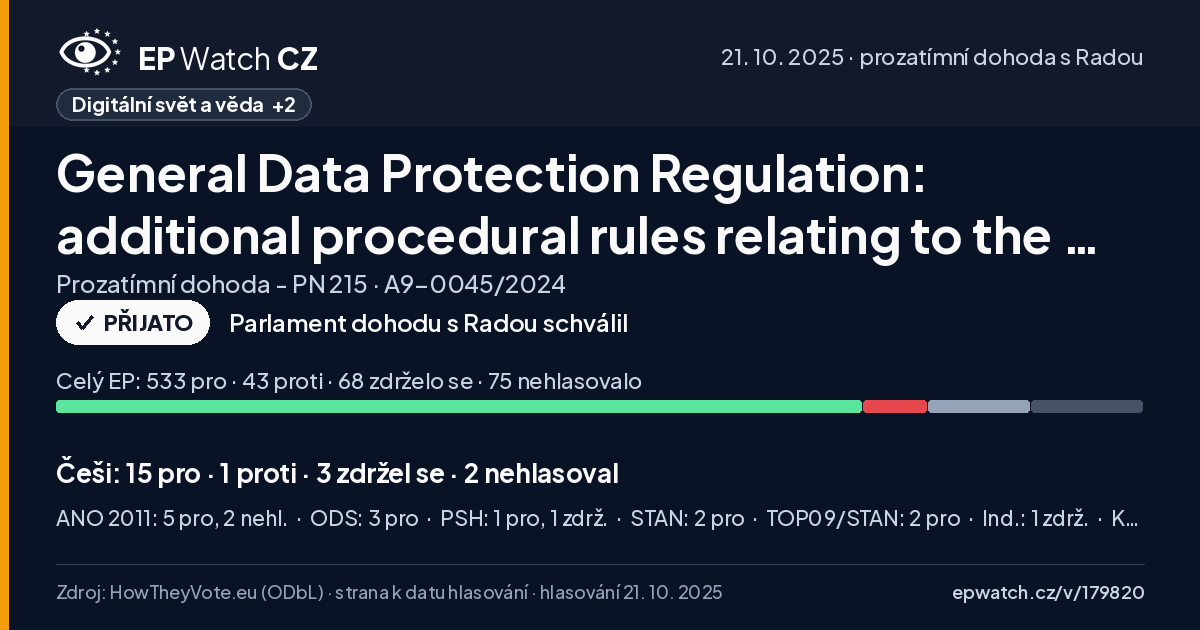 EP Watch CZ
21. 10. 2025 · prozatímní dohoda s Radou
Digitální svět a věda +2
General Data Protection Regulation:
additional procedural rules relating to the …
Prozatímní dohoda – PN 215 · A9–0045/2024
✓ PŘIJATO Parlament dohodu s Radou schválil
Celý EP: 533 pro · 43 proti · 68 zdrželo se · 75 nehlasovalo
Češi: 15 pro · 1 proti · 3 zdržel se · 2 nehlasoval
ANO 2011: 5 pro, 2 nehl. · ODS: 3 pro · PSH: 1 pro, 1 zdrž. · STAN: 2 pro · TOP09/STAN: 2 pro · Ind.: 1 zdrž. · K…
Zdroj: HowTheyVote.eu (ODbL) · strana k datu hlasování · hlasování 21. 10. 2025
epwatch.cz/v/179820